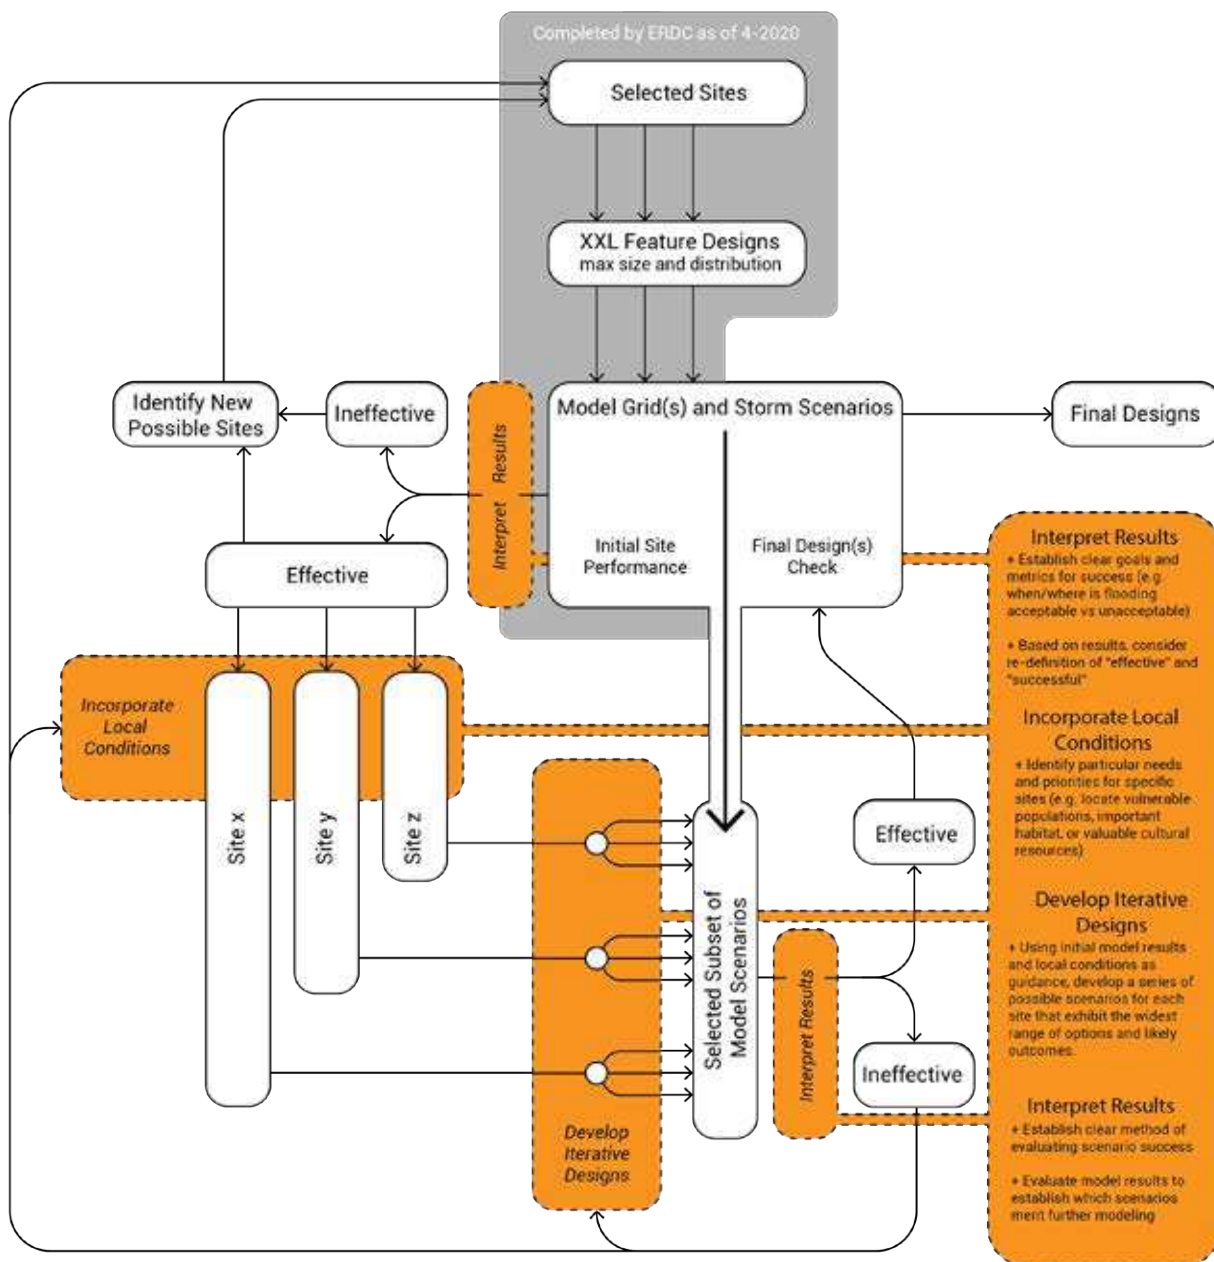 Completed by ERDC as of 4-2020
Selected Sites
XXL Feature Designs
max size and distribution
Identify New
Possible Sites
Ineffective
Interpret Results
Model Grid(s) and Storm Scenarios
Final Designs
Initial Site
Performance
Final Design(s)
Check
Effective
Incorporate
Local
Conditions
Site x
Site y
Site z
Selected Subset of
Model Scenarios
Effective
Interpret Results
Ineffective
Develop
Iterative
Designs
Interpret Results
+ Establish clear goals and
metrics for success (e.g.
when/where is flooding
acceptable vs unacceptable)
+ Based on results, consider
re-definition of "effective" and
"successful"
Incorporate Local
Conditions
+ Identify particular needs
and priorities for specific
sites (e.g. locate vulnerable
populations, important
habitat, or valuable cultural
resources)
Develop Iterative
Designs
+ Using initial model results
and local conditions as
guidance, develop a series of
possible scenarios for each
site that exhibit the widest
range of options and likely
outcomes.
Interpret Results
+ Establish clear method of
evaluating scenario success
+ Evaluate model results to
establish which scenarios
merit further modeling